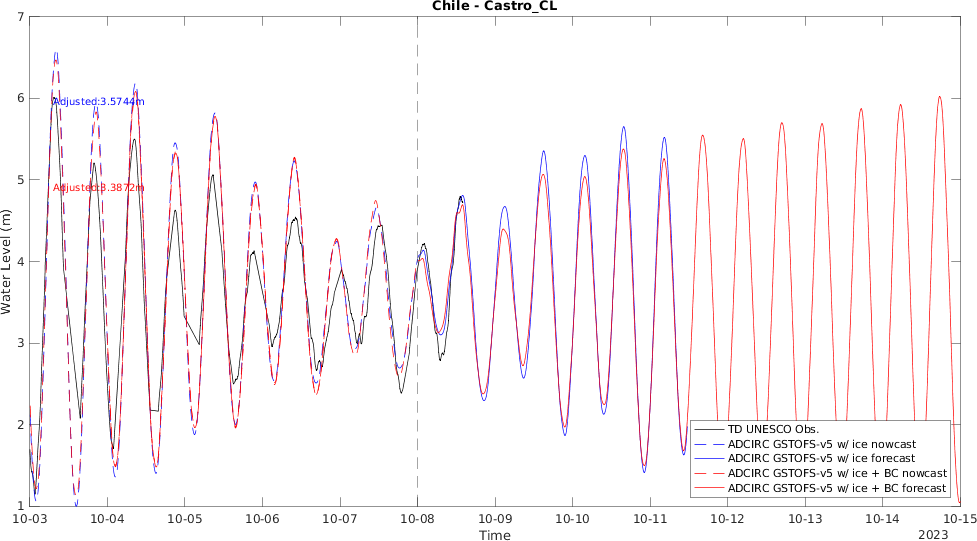 Chile - Castro_CL
7
6
5
4
3
2
1
Water Level (m)
Adjusted:3.5744m
Adjusted:3.3872m
TD UNESCO Obs.
ADCIRC GSTOFS-v5 w/ ice nowcast
ADCIRC GSTOFS-v5 w/ ice forecast
ADCIRC GSTOFS-v5 w/ ice + BC nowcast
ADCIRC GSTOFS-v5 w/ ice + BC forecast
10-03 10-04 10-05 10-06 10-07 10-08 10-09 10-10 10-11 10-12 10-13 10-14 10-15
Time
2023